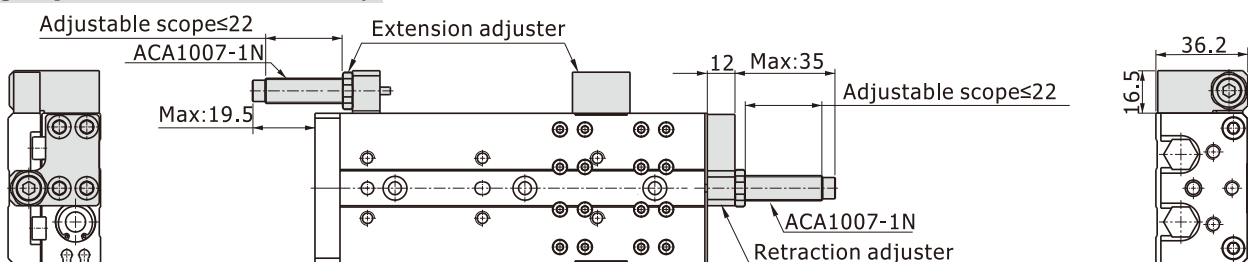 Adjustable scope≤22
Extension adjuster
ACA1007-1N
Max:19.5
12
Max:35
Adjustable scope≤22
ACA1007-1N
Retraction adjuster
36.2
16.5